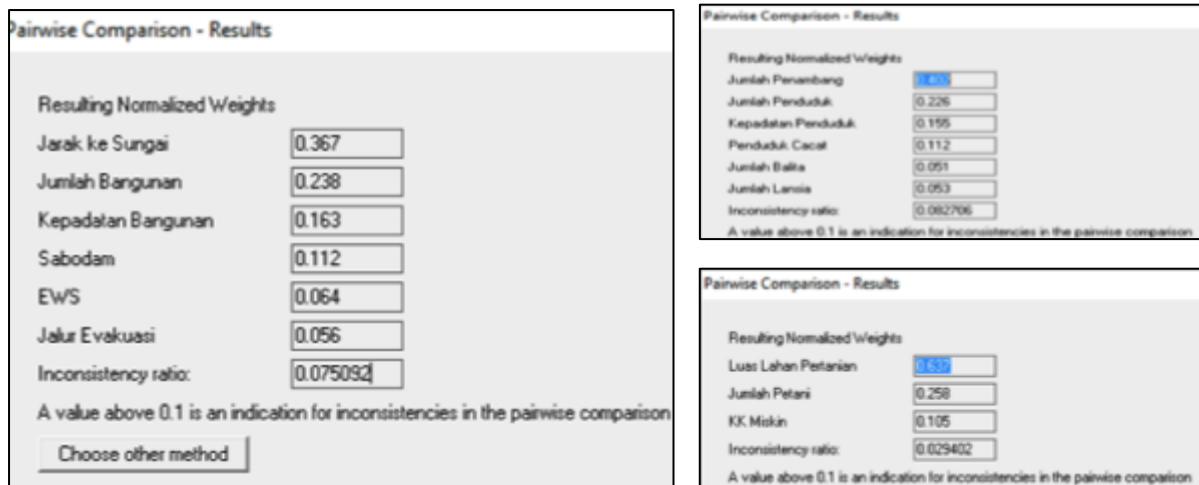 Pairwise Comparison - Results
Resulting Normalized Weights
Jarak ke Sungai 0.367
Jumlah Bangunan 0.238
Kepadatan Bangunan 0.163
Sabodam 0.112
EWS 0.064
Jalur Evakuasi 0.056
Inconsistency ratio: 0.075092
A value above 0.1 is an indication for inconsistencies in the pairwise comparison
Choose other method
Pairwise Comparison - Results
Resulting Normalized Weights
Jumlah Penambang 0.402
Jumlah Penduduk 0.226
Kepadatan Penduduk 0.155
Penduduk Cacat 0.112
Jumlah Balita 0.051
Jumlah Lansia 0.053
Inconsistency ratio: 0.082706
A value above 0.1 is an indication for inconsistencies in the pairwise comparison
Pairwise Comparison - Results
Resulting Normalized Weights
Luas Lahan Pertanian 0.637
Jumlah Petani 0.258
KK Miskin 0.105
Inconsistency ratio: 0.029402
A value above 0.1 is an indication for inconsistencies in the pairwise comparison